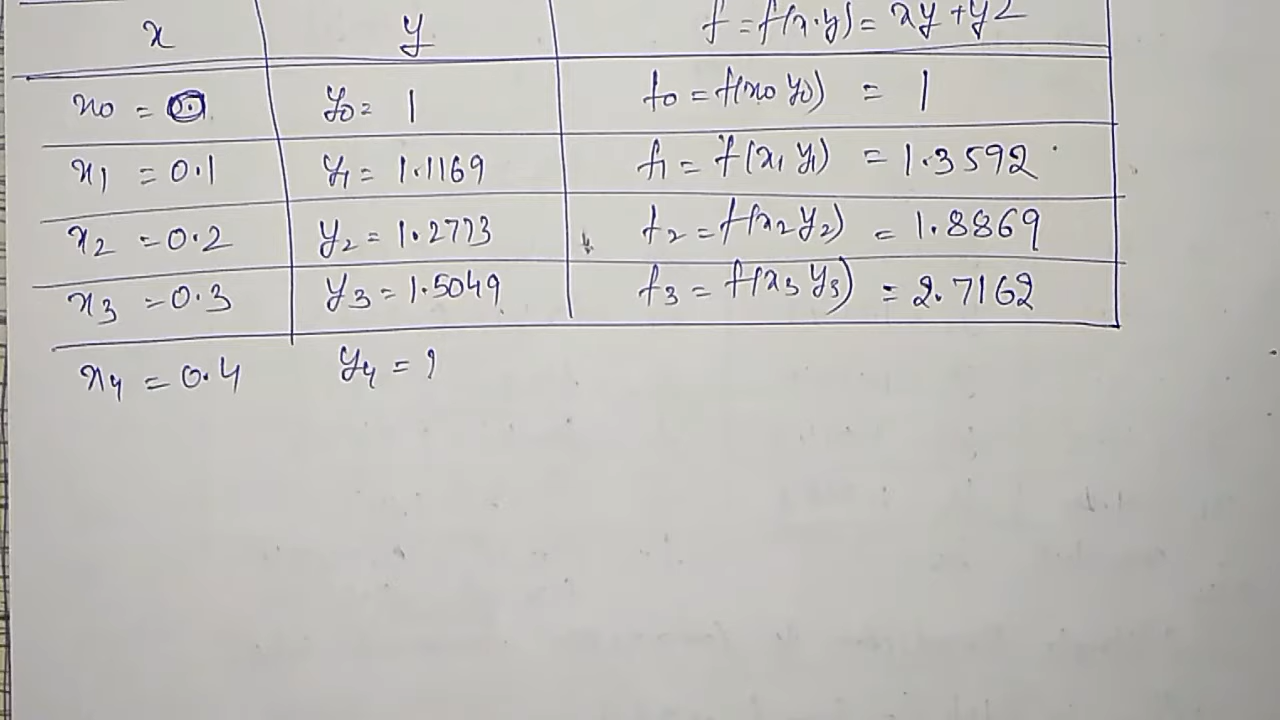 x y f = f(x.y) = xy + y2
x0 = 0 y0 = 1 f0 = f(x0 y0) = 1
x1 = 0.1 y1 = 1.1169 f1 = f(x1 y1) = 1.3592
x2 = 0.2 y2 = 1.2773 f2 = f(x2 y2) = 1.8869
x3 = 0.3 y3 = 1.5049 f3 = f(x3 y3) = 2.7162
x4 = 0.4 y4 = ?